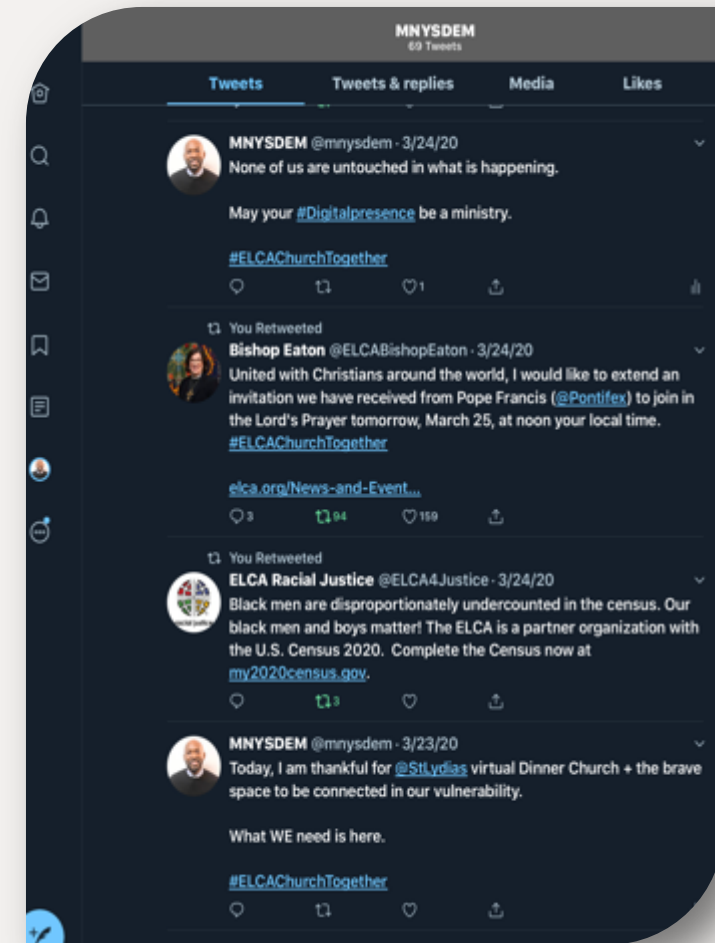 MNYSDEM
69 Tweets
Tweets Tweets & replies Media Likes
MNYSDEM @mnysdem · 3/24/20
None of us are untouched in what is happening.
May your #Digitalpresence be a ministry.
#ELCAChurchTogether
1
You Retweeted
Bishop Eaton @ELCABishopEaton · 3/24/20
United with Christians around the world, I would like to extend an
invitation we have received from Pope Francis (@Pontifex) to join in
the Lord's Prayer tomorrow, March 25, at noon your local time.
#ELCAChurchTogether
elca.org/News-and-Event...
3 94 159
You Retweeted
ELCA Racial Justice @ELCA4Justice · 3/24/20
Black men are disproportionately undercounted in the census. Our
black men and boys matter! The ELCA is a partner organization with
the U.S. Census 2020. Complete the Census now at
my2020census.gov.
3
MNYSDEM @mnysdem · 3/23/20
Today, I am thankful for @StLydias virtual Dinner Church + the brave
space to be connected in our vulnerability.
What WE need is here.
#ELCAChurchTogether